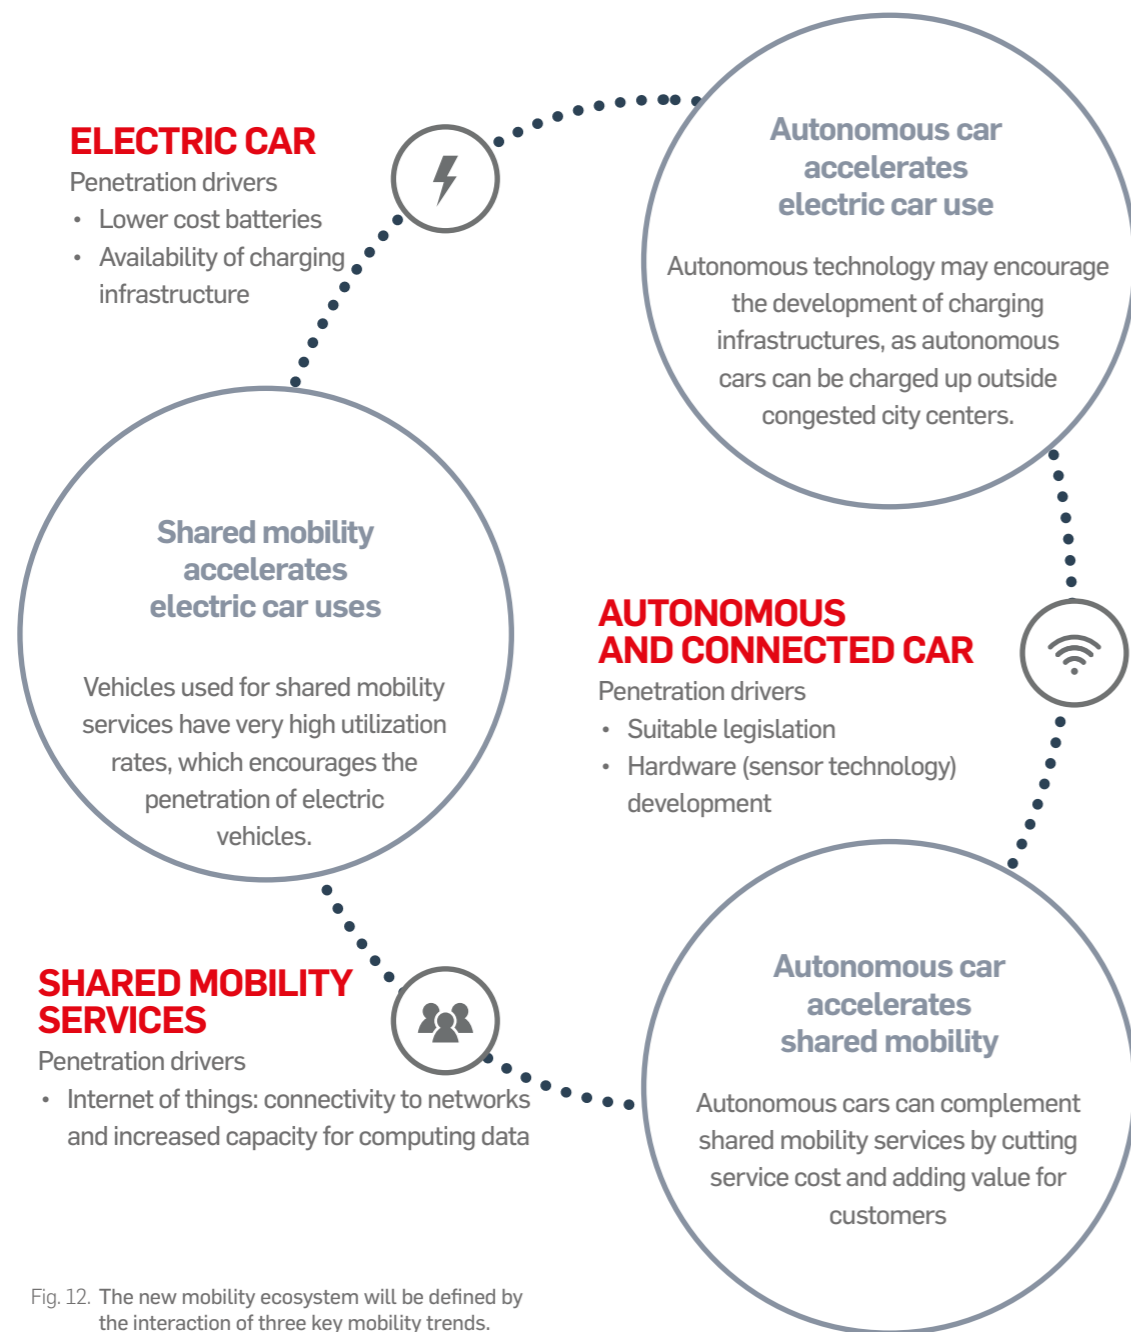 ELECTRIC CAR
Penetration drivers
• Lower cost batteries
• Availability of charging
infrastructure
Autonomous car
accelerates
electric car use
Autonomous technology may encourage
the development of charging
infrastructures, as autonomous
cars can be charged up outside
congested city centers.
Shared mobility
accelerates
electric car uses
Vehicles used for shared mobility
services have very high utilization
rates, which encourages the
penetration of electric
vehicles.
AUTONOMOUS
AND CONNECTED CAR
Penetration drivers
• Suitable legislation
• Hardware (sensor technology)
development
SHARED MOBILITY
SERVICES
Penetration drivers
• Internet of things: connectivity to networks
and increased capacity for computing data
Autonomous car
accelerates
shared mobility
Autonomous cars can complement
shared mobility services by cutting
service cost and adding value for
customers
Fig. 12. The new mobility ecosystem will be defined by
the interaction of three key mobility trends.